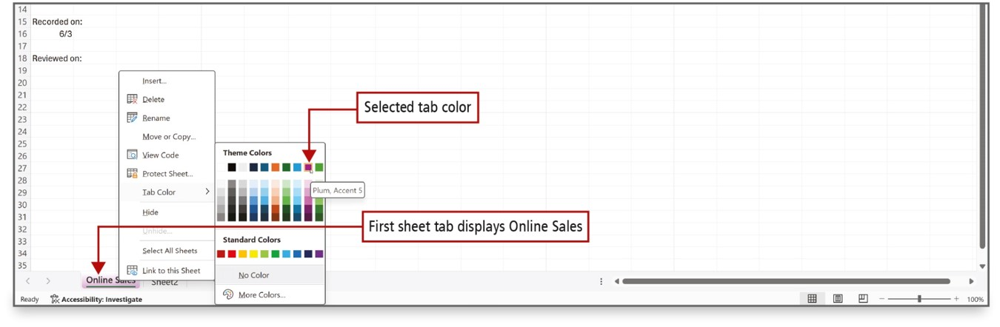 14
15 Recorded on:
16 6/3
17
18 Reviewed on:
19
20
21
22
23
24
25
26
27
28
29
30
31
32
33
34
35
Insert...
Delete
Rename
Move or Copy...
View Code
Protect Sheet...
Tab Color
Hide
Unhide...
Select All Sheets
Link to this Sheet
Theme Colors
Plum, Accent 5
Standard Colors
No Color
More Colors...
Selected tab color
First sheet tab displays Online Sales
Online Sales Sheet2
Ready Accessibility: Investigate 100%